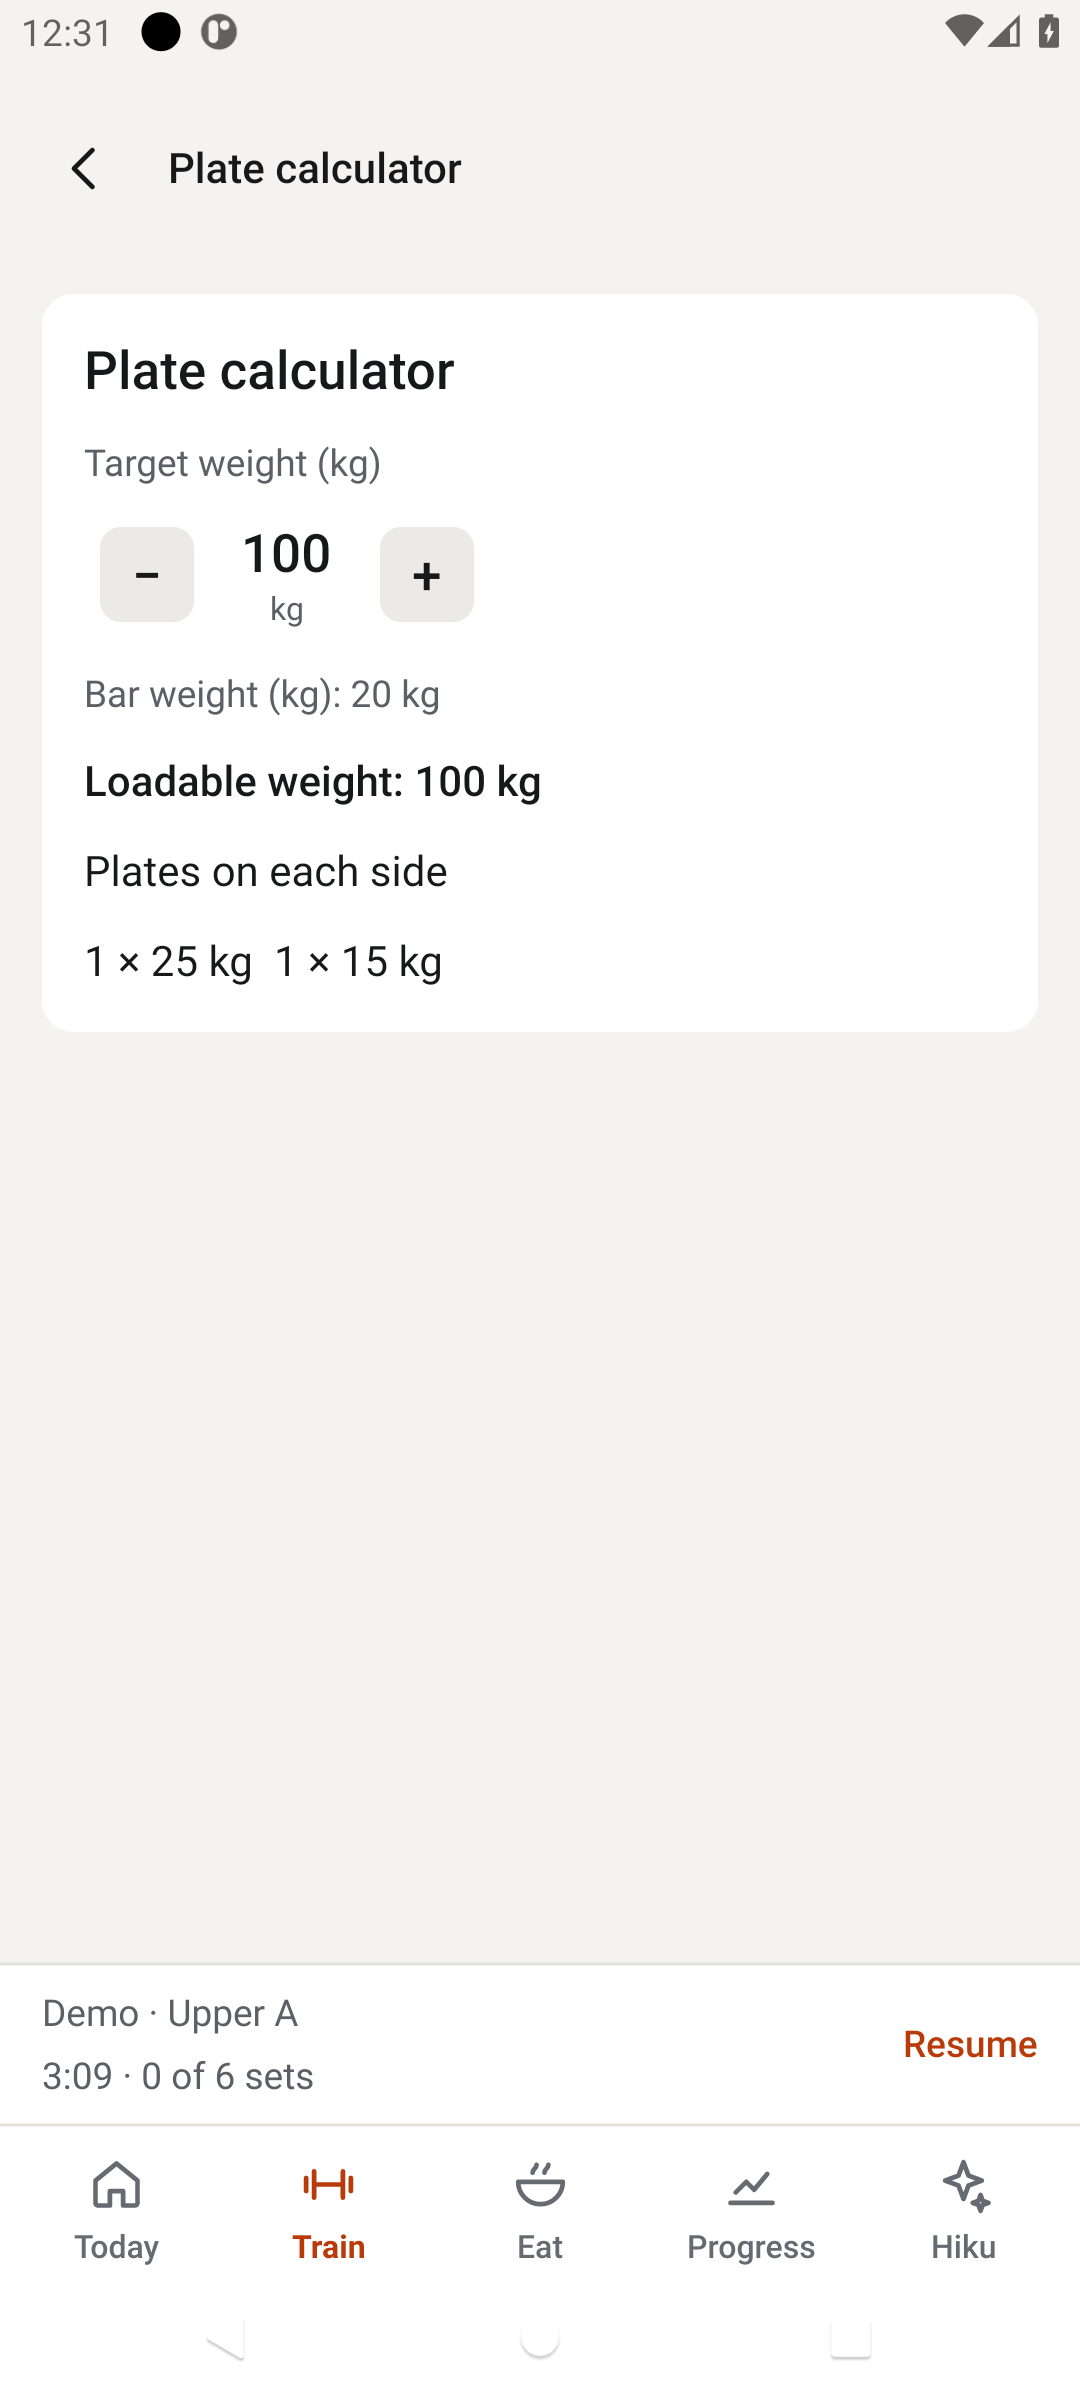 12:31
Plate calculator
Plate calculator
Target weight (kg)
− 100 +
kg
Bar weight (kg): 20 kg
Loadable weight: 100 kg
Plates on each side
1 × 25 kg 1 × 15 kg
Demo · Upper A
3:09 · 0 of 6 sets
Resume
Today Train Eat Progress Hiku